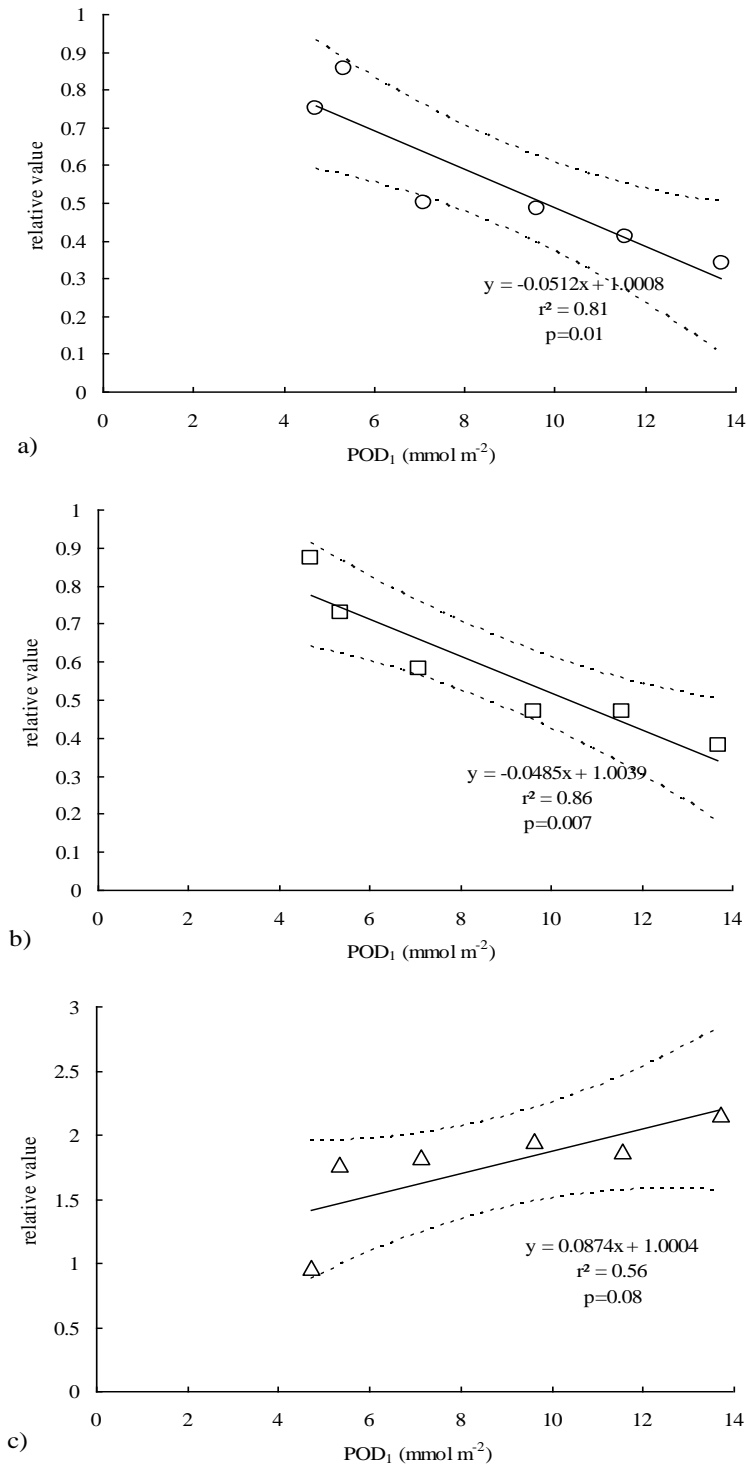 1
0.9
0.8
0.7
0.6
0.5
0.4
0.3
0.2
0.1
0
relative value
y = -0.0512x + 1.0008
r² = 0.81
p=0.01
0 2 4 6 8 10 12 14
a)
POD₁ (mmol m⁻²)
1
0.9
0.8
0.7
0.6
0.5
0.4
0.3
0.2
0.1
0
relative value
y = -0.0485x + 1.0039
r² = 0.86
p=0.007
0 2 4 6 8 10 12 14
b)
POD₁ (mmol m⁻²)
3
2.5
2
1.5
1
0.5
0
relative value
y = 0.0874x + 1.0004
r² = 0.56
p=0.08
0 2 4 6 8 10 12 14
c)
POD₁ (mmol m⁻²)